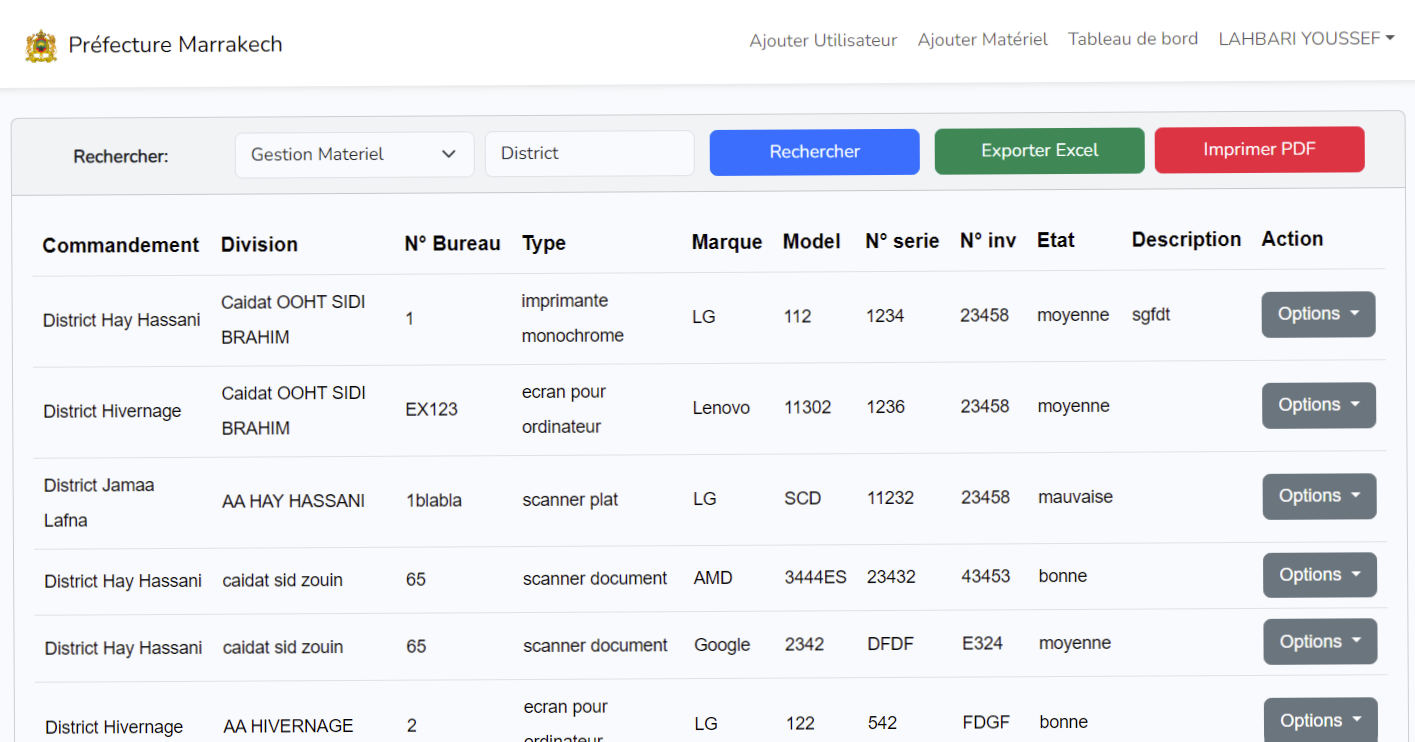 Préfecture Marrakech
Ajouter Utilisateur Ajouter Matériel Tableau de bord LAHBARI YOUSSEF
Rechercher: Gestion Materiel District Rechercher Exporter Excel Imprimer PDF
Commandement Division N° Bureau Type Marque Model N° serie N° inv Etat Description Action
District Hay Hassani Caidat OOHT SIDI BRAHIM 1 imprimante monochrome LG 112 1234 23458 moyenne sgfdt Options
District Hivernage Caidat OOHT SIDI BRAHIM EX123 ecran pour ordinateur Lenovo 11302 1236 23458 moyenne Options
District Jamaa Lafna AA HAY HASSANI 1blabla scanner plat LG SCD 11232 23458 mauvaise Options
District Hay Hassani caidat sid zouin 65 scanner document AMD 3444ES 23432 43453 bonne Options
District Hay Hassani caidat sid zouin 65 scanner document Google 2342 DFDF E324 moyenne Options
District Hivernage AA HIVERNAGE 2 ecran pour ordinateur LG 122 542 FDGF bonne Options